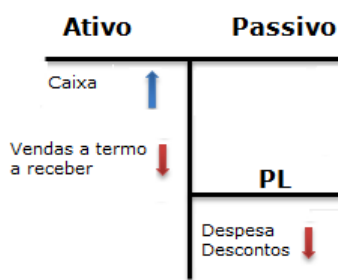 Ativo
Passivo
Caixa
Vendas a termo
a receber
PL
Despesa
Descontos